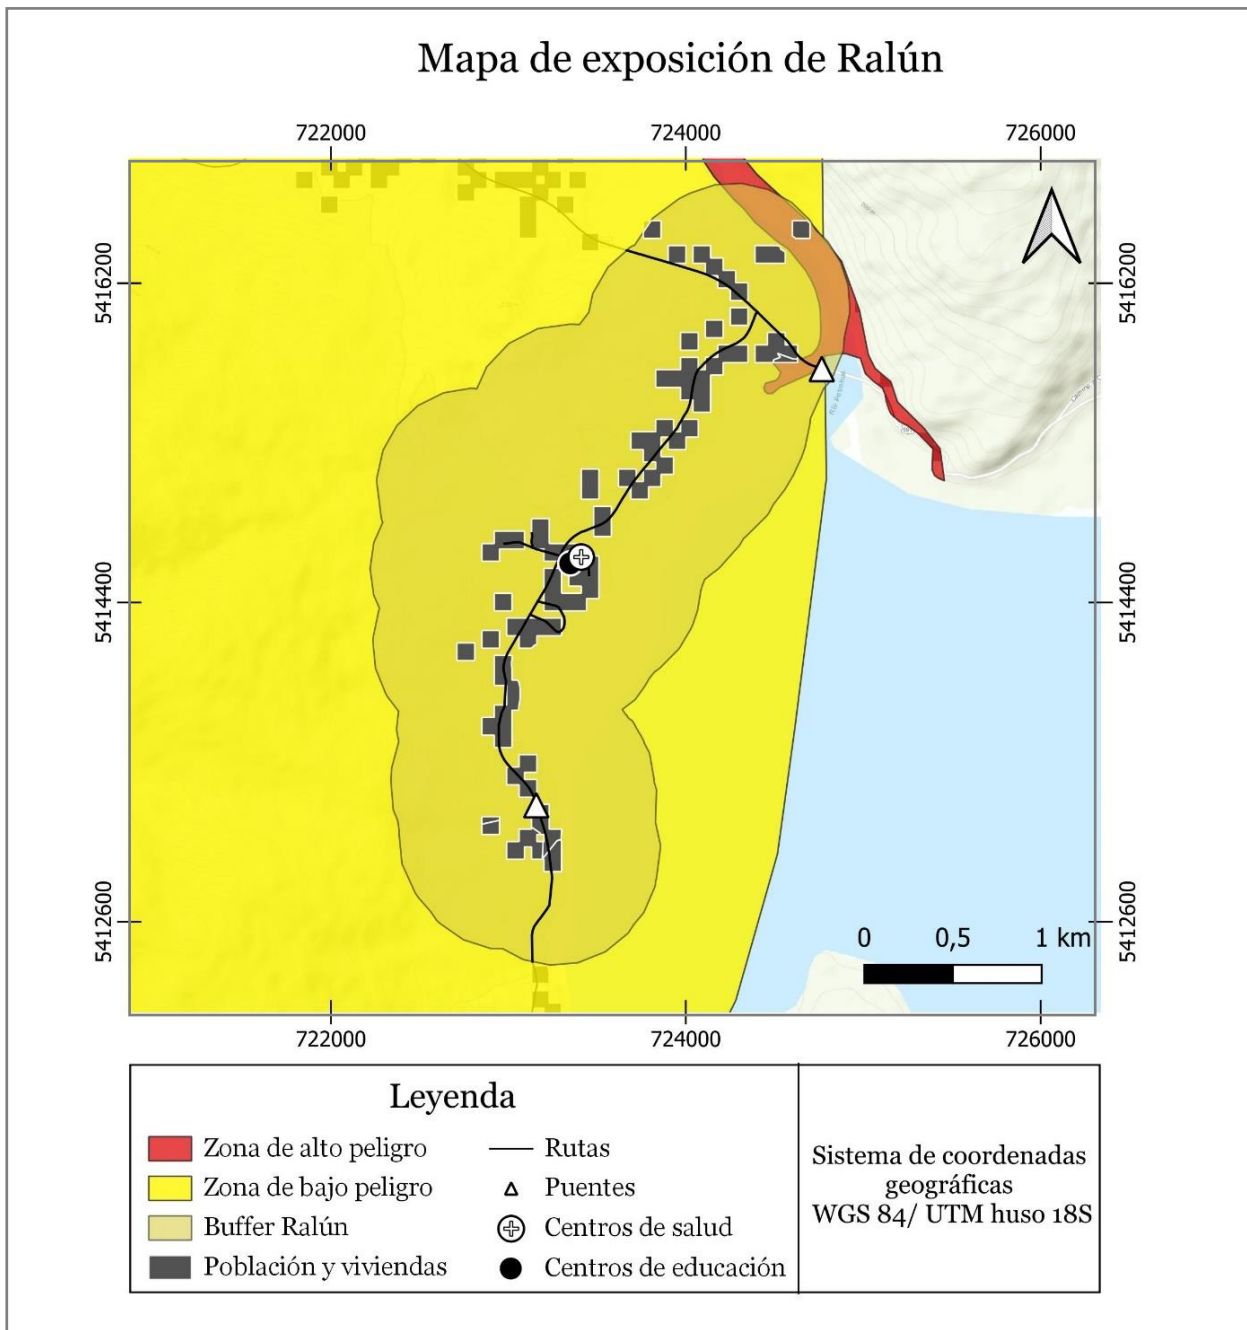 Mapa de exposición de Ralún
722000 724000 726000
5416200 5416200
Río Petrohué
5414400 5414400
5412600 5412600
0 0,5 1 km
722000 724000 726000
Leyenda
Zona de alto peligro
Zona de bajo peligro
Buffer Ralún
Población y viviendas
Rutas
Puentes
Centros de salud
Centros de educación
Sistema de coordenadas
geográficas
WGS 84/ UTM huso 18S